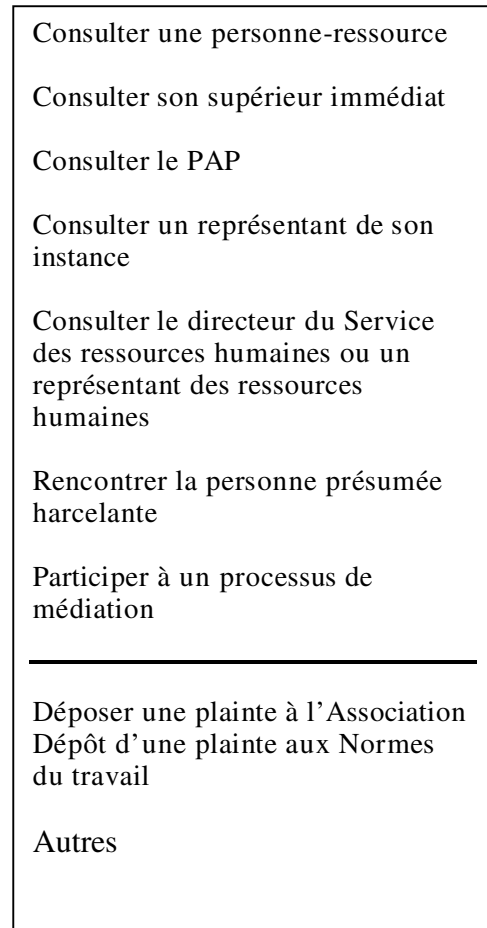 Consulter une personne-ressource
Consulter son supérieur immédiat
Consulter le PAP
Consulter un représentant de son
instance
Consulter le directeur du Service
des ressources humaines ou un
représentant des ressources
humaines
Rencontrer la personne présumée
harcelante
Participer à un processus de
médiation
Déposer une plainte à l’Association
Dépôt d’une plainte aux Normes
du travail
Autres